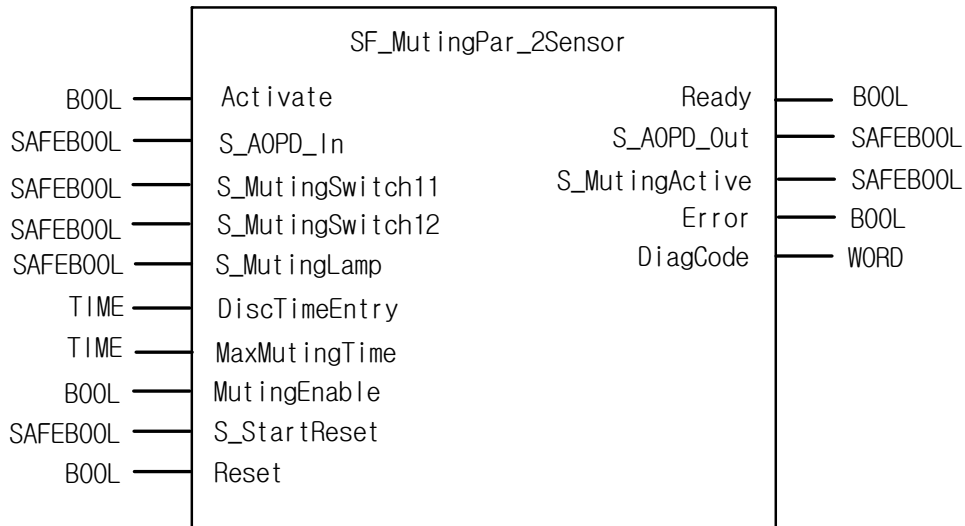 SF_MutingPar_2Sensor
BOOL Activate Ready BOOL
SAFEBOOL S_AOPD_In S_AOPD_Out SAFEBOOL
SAFEBOOL S_MutingSwitch11 S_MutingActive SAFEBOOL
SAFEBOOL S_MutingSwitch12 Error BOOL
SAFEBOOL S_MutingLamp DiagCode WORD
TIME DiscTimeEntry
TIME MaxMutingTime
BOOL MutingEnable
SAFEBOOL S_StartReset
BOOL Reset